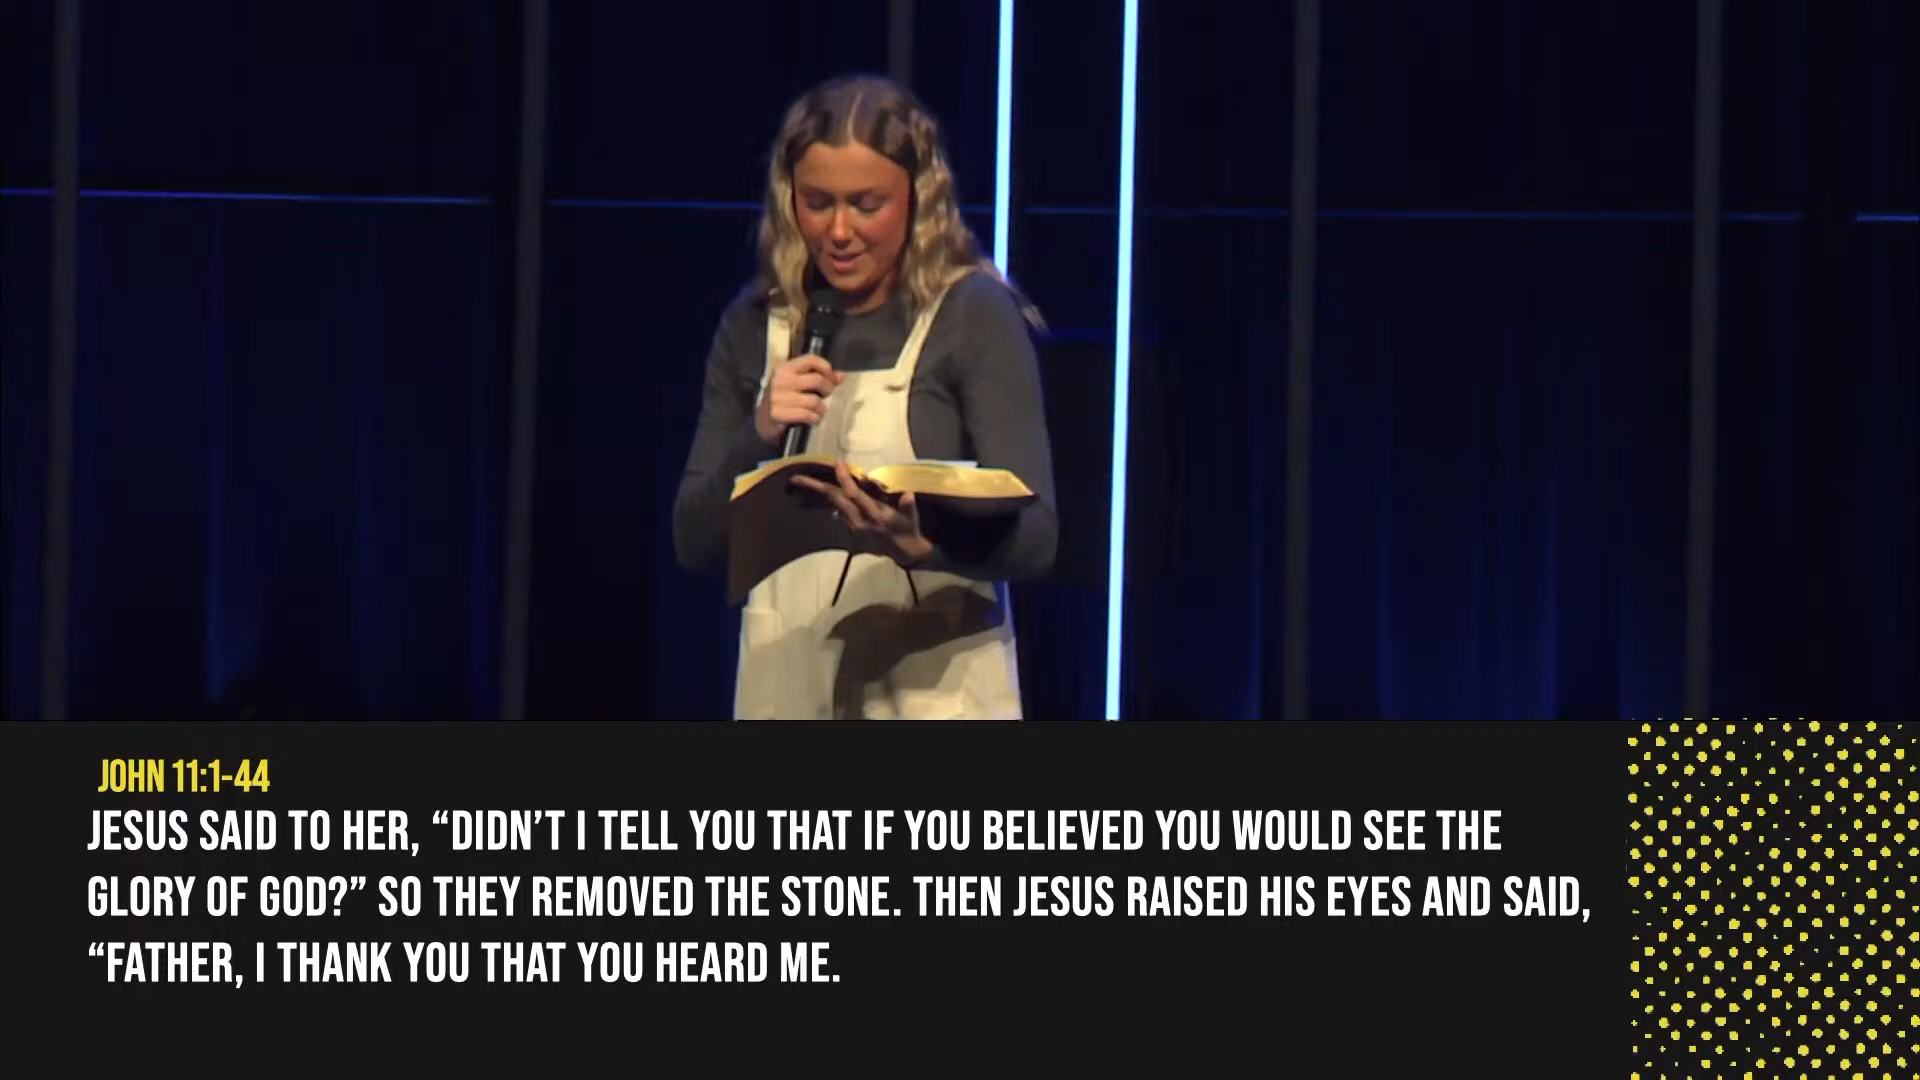 JOHN 11:1-44
JESUS SAID TO HER, “DIDN’T I TELL YOU THAT IF YOU BELIEVED YOU WOULD SEE THE
GLORY OF GOD?” SO THEY REMOVED THE STONE. THEN JESUS RAISED HIS EYES AND SAID,
“FATHER, I THANK YOU THAT YOU HEARD ME.